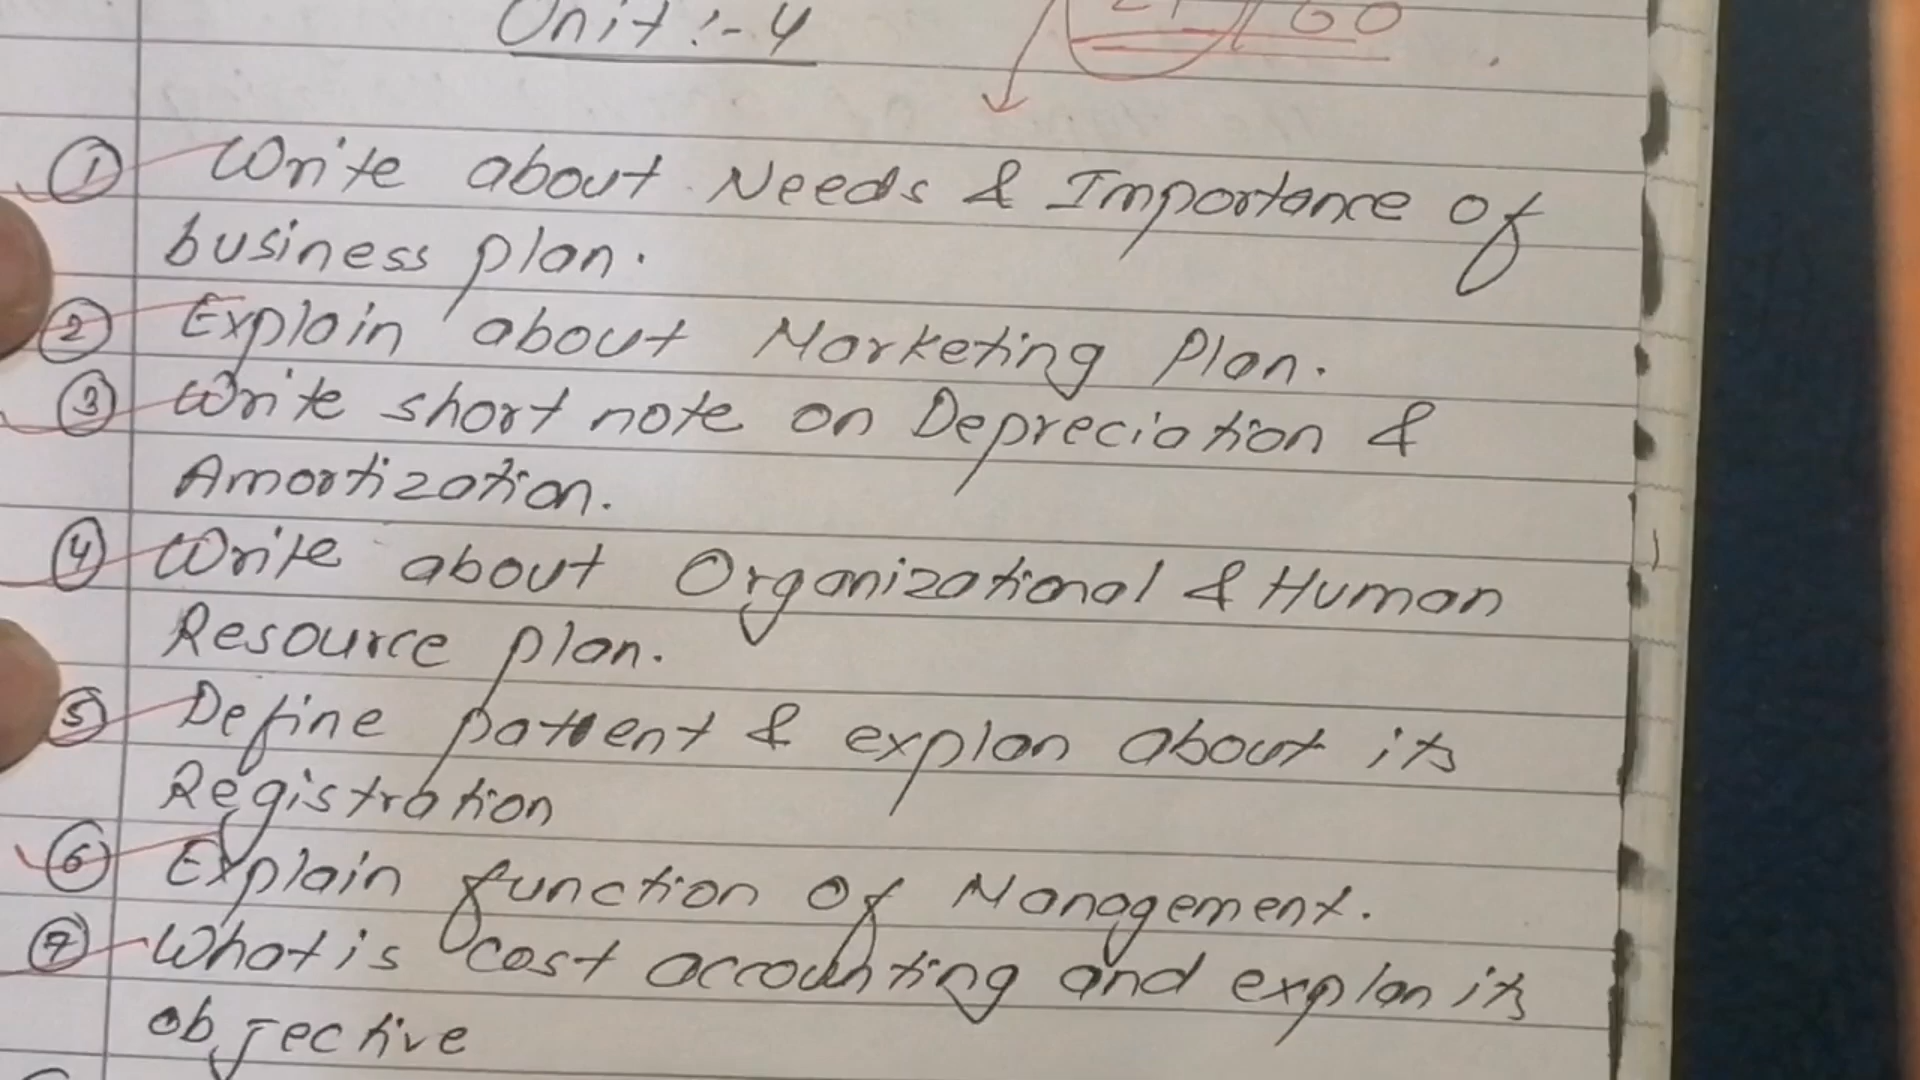 Unit :- 4
60
① Write about Needs & Importance of
business plan.
② Explain about Marketing Plan.
③ Write short note on Depreciation &
Amortization.
④ Write about Organizational & Human
Resource plan.
⑤ Define patent & explan about its
Registration
⑥ Explain function of Management.
⑦ What is cost accounting and explan its
objective